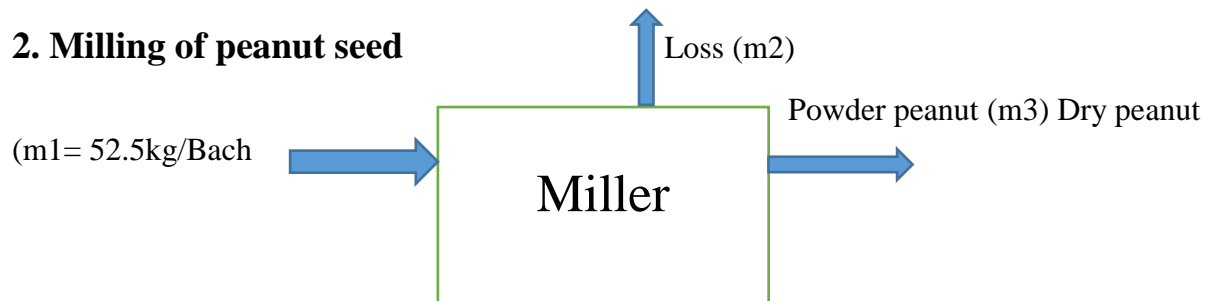 2. Milling of peanut seed
Loss (m2)
Powder peanut (m3) Dry peanut
(m1= 52.5kg/Bach
Miller